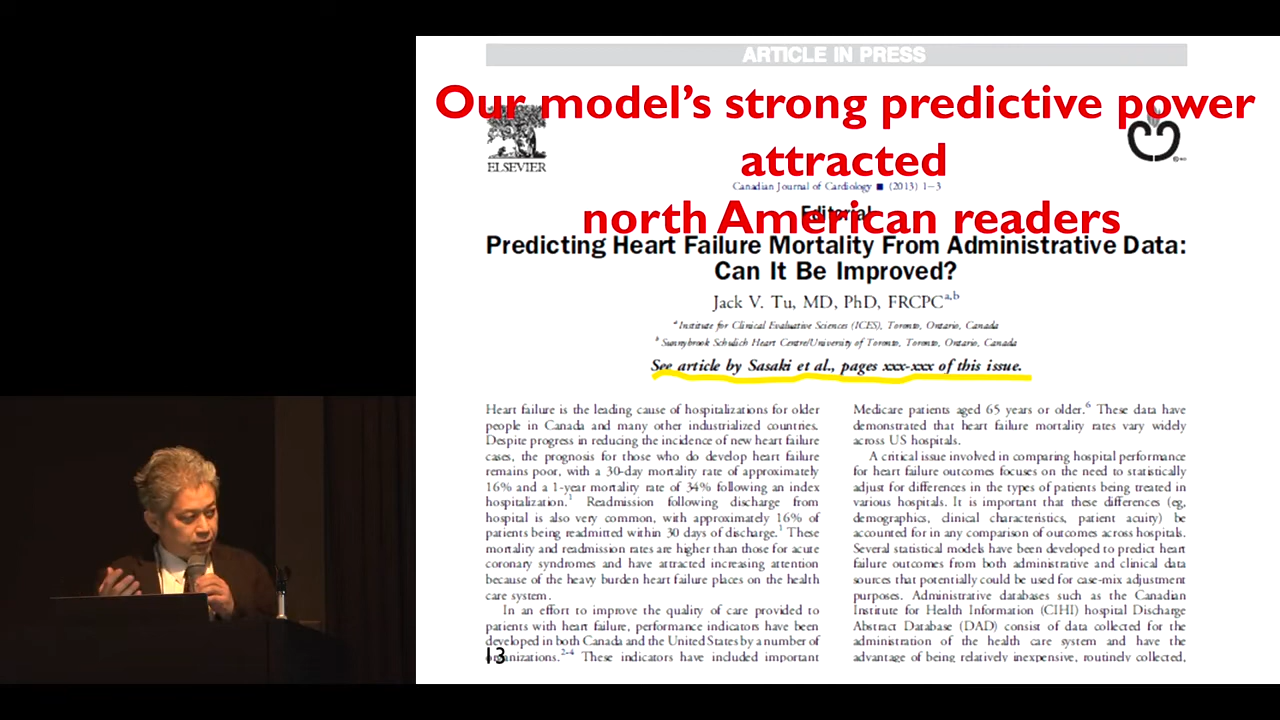 ARTICLE IN PRESS
Our model's strong predictive power
attracted
north American readers
ELSEVIER
Canadian Journal of Cardiology ■ (2013) 1–3
Editorial
Predicting Heart Failure Mortality From Administrative Data:
Can It Be Improved?
Jack V. Tu, MD, PhD, FRCPC a,b
a Institute for Clinical Evaluative Sciences (ICES), Toronto, Ontario, Canada
b Sunnybrook Schulich Heart Centre/University of Toronto, Toronto, Ontario, Canada
See article by Sasaki et al., pages xxx-xxx of this issue.
Heart failure is the leading cause of hospitalizations for older
people in Canada and many other industrialized countries.
Despite progress in reducing the incidence of new heart failure
cases, the prognosis for those who do develop heart failure
remains poor, with a 30-day mortality rate of approximately
16% and a 1-year mortality rate of 34% following an index
hospitalization.1 Readmission following discharge from
hospital is also very common, with approximately 16% of
patients being readmitted within 30 days of discharge.1 These
mortality and readmission rates are higher than those for acute
coronary syndromes and have attracted increasing attention
because of the heavy burden heart failure places on the health
care system.
In an effort to improve the quality of care provided to
patients with heart failure, performance indicators have been
developed in both Canada and the United States by a number of
organizations.2-4 These indicators have included important
Medicare patients aged 65 years or older.6 These data have
demonstrated that heart failure mortality rates vary widely
across US hospitals.
A critical issue involved in comparing hospital performance
for heart failure outcomes focuses on the need to statistically
adjust for differences in the types of patients being treated in
various hospitals. It is important that these differences (eg,
demographics, clinical characteristics, patient acuity) be
accounted for in any comparison of outcomes across hospitals.
Several statistical models have been developed to predict heart
failure outcomes from both administrative and clinical data
sources that potentially could be used for case-mix adjustment
purposes. Administrative databases such as the Canadian
Institute for Health Information (CIHI) hospital Discharge
Abstract Database (DAD) consist of data collected for the
administration of the health care system and have the
advantage of being relatively inexpensive, routinely collected,
13